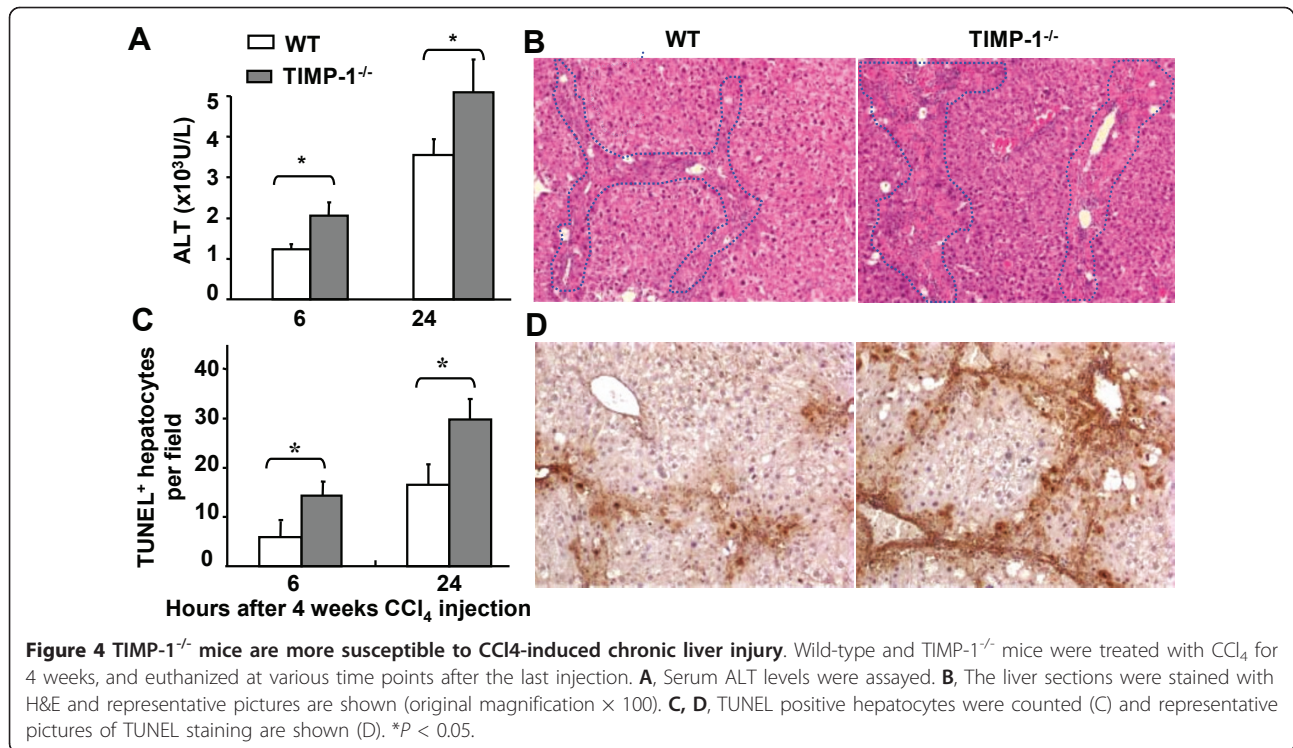 A
WT
TIMP-1⁻/⁻
*
*
ALT (x10³U/L)
5
4
3
2
1
0
6
24
B
WT
TIMP-1⁻/⁻
C
TUNEL⁺ hepatocytes
per field
40
30
20
10
0
*
*
6
24
Hours after 4 weeks CCl₄ injection
D
Figure 4 TIMP-1⁻/⁻ mice are more susceptible to CCl4-induced chronic liver injury. Wild-type and TIMP-1⁻/⁻ mice were treated with CCl₄ for
4 weeks, and euthanized at various time points after the last injection. A, Serum ALT levels were assayed. B, The liver sections were stained with
H&E and representative pictures are shown (original magnification × 100). C, D, TUNEL positive hepatocytes were counted (C) and representative
pictures of TUNEL staining are shown (D). *P < 0.05.